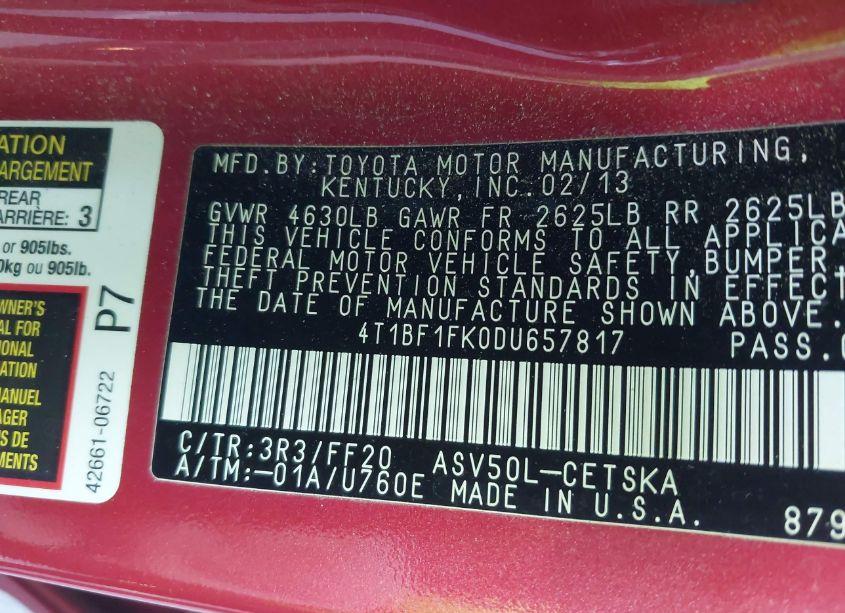 ATION
ARGEMENT
REAR
ARRIÈRE: 3
or 905lbs.
0kg ou 905lb.
WNER'S
AL FOR
IONAL
MATION
MANUEL
AGER
S DE
EMENTS
P7
42661-06722
MFD.BY:TOYOTA MOTOR MANUFACTURING,
KENTUCKY,INC.02/13
GVWR 4630LB GAWR FR 2625LB RR 2625LB
THIS VEHICLE CONFORMS TO ALL APPLICA
FEDERAL MOTOR VEHICLE SAFETY,BUMPER,
THEFT PREVENTION STANDARDS IN EFFECT
THE DATE OF MANUFACTURE SHOWN ABOVE.
4T1BF1FK0DU657817 PASS.
C/TR:3R3/FF20 ASV50L-CETSKA
A/TM:-01A/U760E MADE IN U.S.A. 879